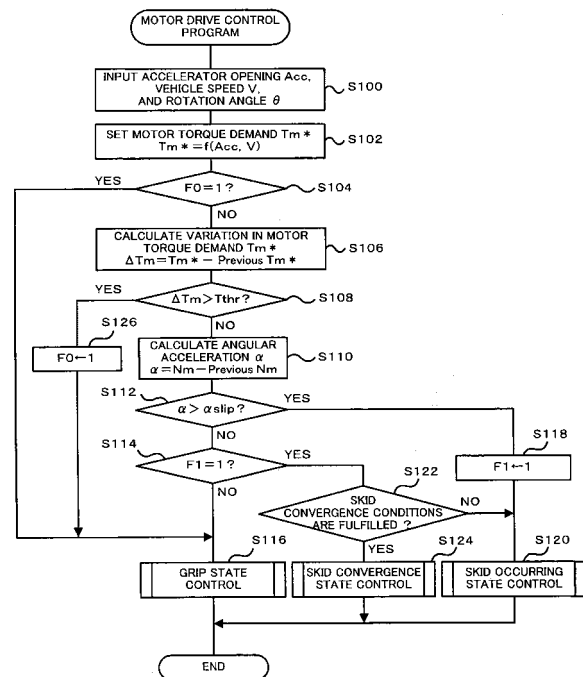 MOTOR DRIVE CONTROL
PROGRAM
INPUT ACCELERATOR OPENING Acc,
VEHICLE SPEED V,
AND ROTATION ANGLE θ
S100
SET MOTOR TORQUE DEMAND Tm*
Tm*=f(Acc, V)
S102
YES
F0=1?
S104
NO
CALCULATE VARIATION IN MOTOR
TORQUE DEMAND Tm*
ΔTm=Tm*－Previous Tm*
S106
YES
ΔTm>Tthr?
S108
S126
NO
F0←1
CALCULATE ANGULAR
ACCELERATION α
α=Nm－Previous Nm
S110
S112
α>αslip?
YES
S114
NO
S118
F1=1?
YES
F1←1
S122
NO
SKID
CONVERGENCE CONDITIONS
ARE FULFILLED ?
NO
S116
YES
S124
S120
GRIP STATE
CONTROL
SKID CONVERGENCE
STATE CONTROL
SKID OCCURRING
STATE CONTROL
END